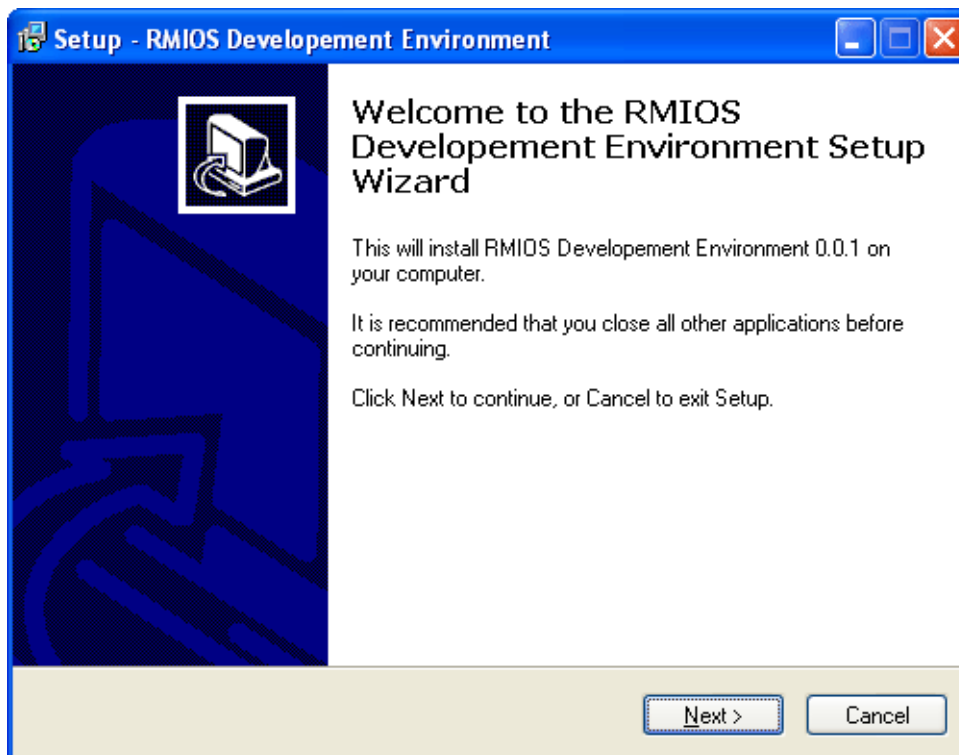 Setup - RMIOS Developement Environment
Welcome to the RMIOS
Developement Environment Setup
Wizard
This will install RMIOS Developement Environment 0.0.1 on
your computer.
It is recommended that you close all other applications before
continuing.
Click Next to continue, or Cancel to exit Setup.
Next >
Cancel